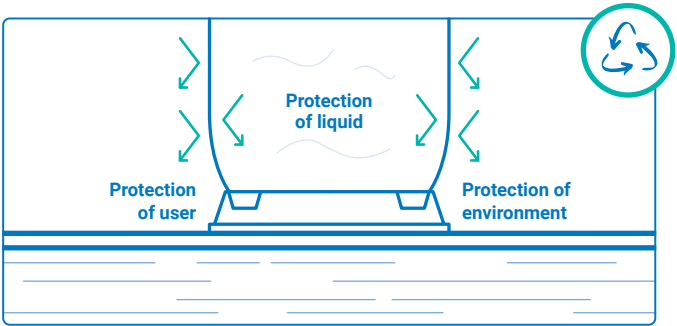 Protection
of liquid
Protection
of user
Protection of
environment